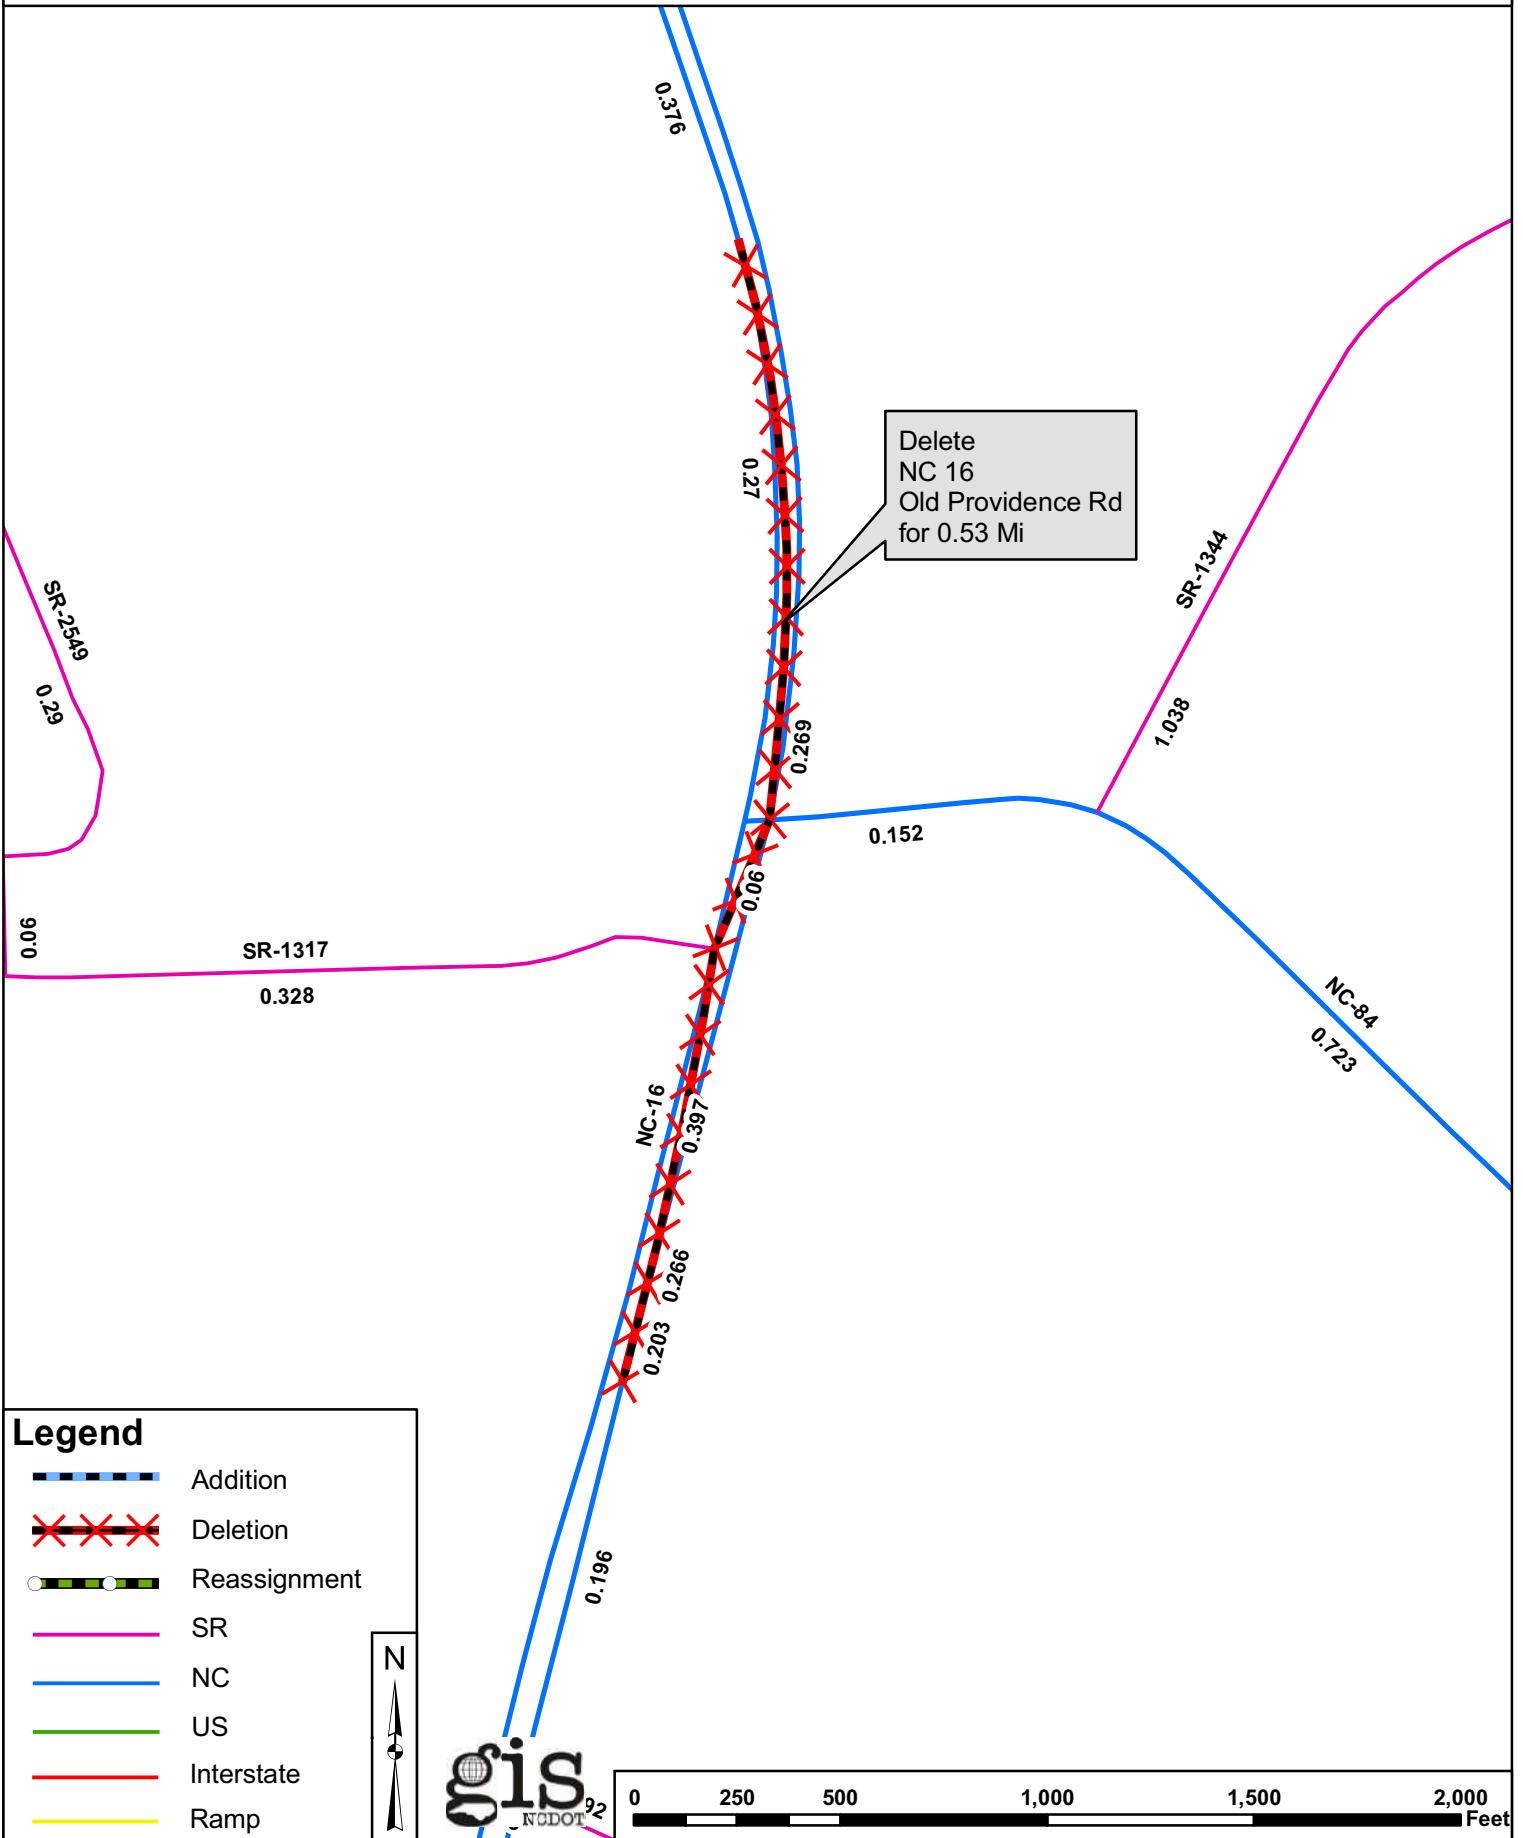 0.376
Delete
NC 16
Old Providence Rd
for 0.53 Mi
0.27
SR-1344
SR-2549
0.29
1.038
0.269
0.152
0.06
0.06
SR-1317
0.328
NC-84
0.723
NC-16
0.397
0.266
0.203
0.196
Legend
Addition
Deletion
Reassignment
SR
NC
US
Interstate
Ramp
N
gis
NCDOT
92
0 250 500 1,000 1,500 2,000
Feet